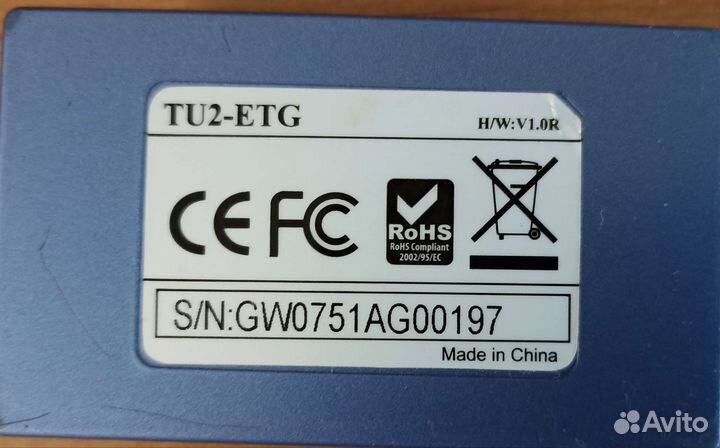 TU2-ETG
H/W:V1.0R
CE FC
RoHS
RoHS Compliant
2002/95/EC
S/N:GW0751AG00197
Made in China
Avito